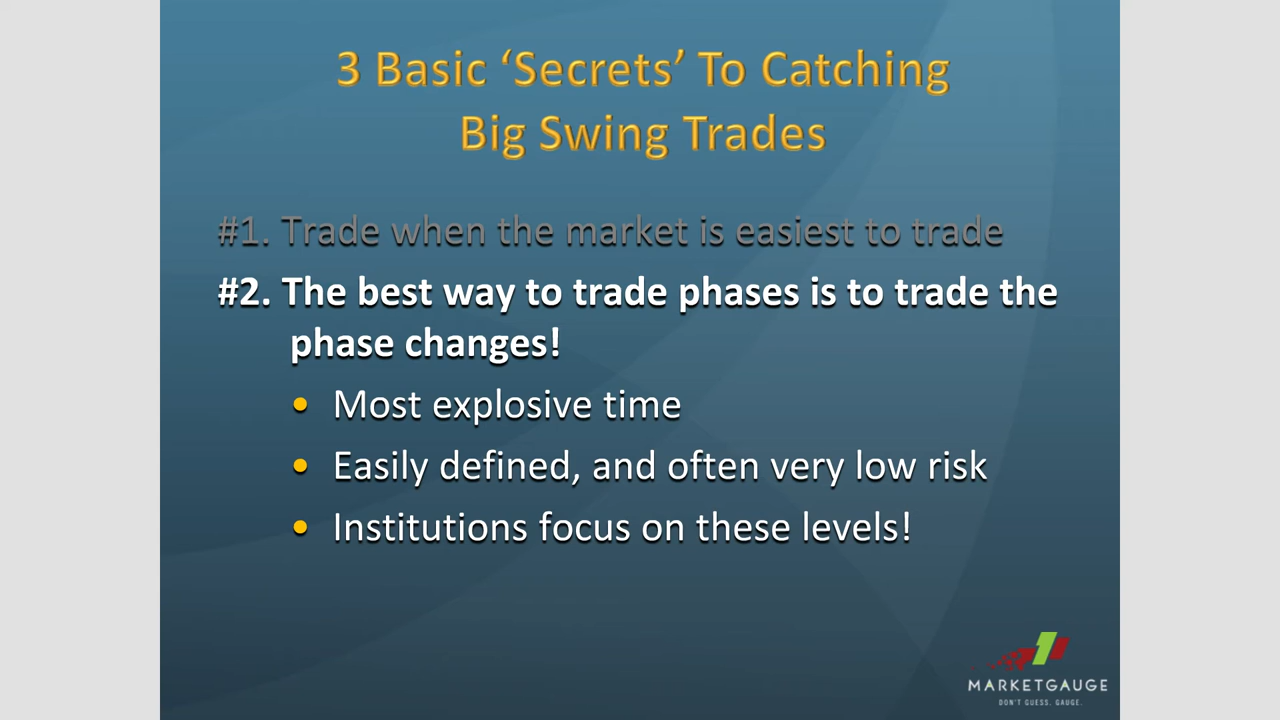 3 Basic ‘Secrets’ To Catching
Big Swing Trades
#1. Trade when the market is easiest to trade
#2. The best way to trade phases is to trade the
phase changes!
• Most explosive time
• Easily defined, and often very low risk
• Institutions focus on these levels!
MARKETGAUGE
DON'T GUESS. GAUGE.